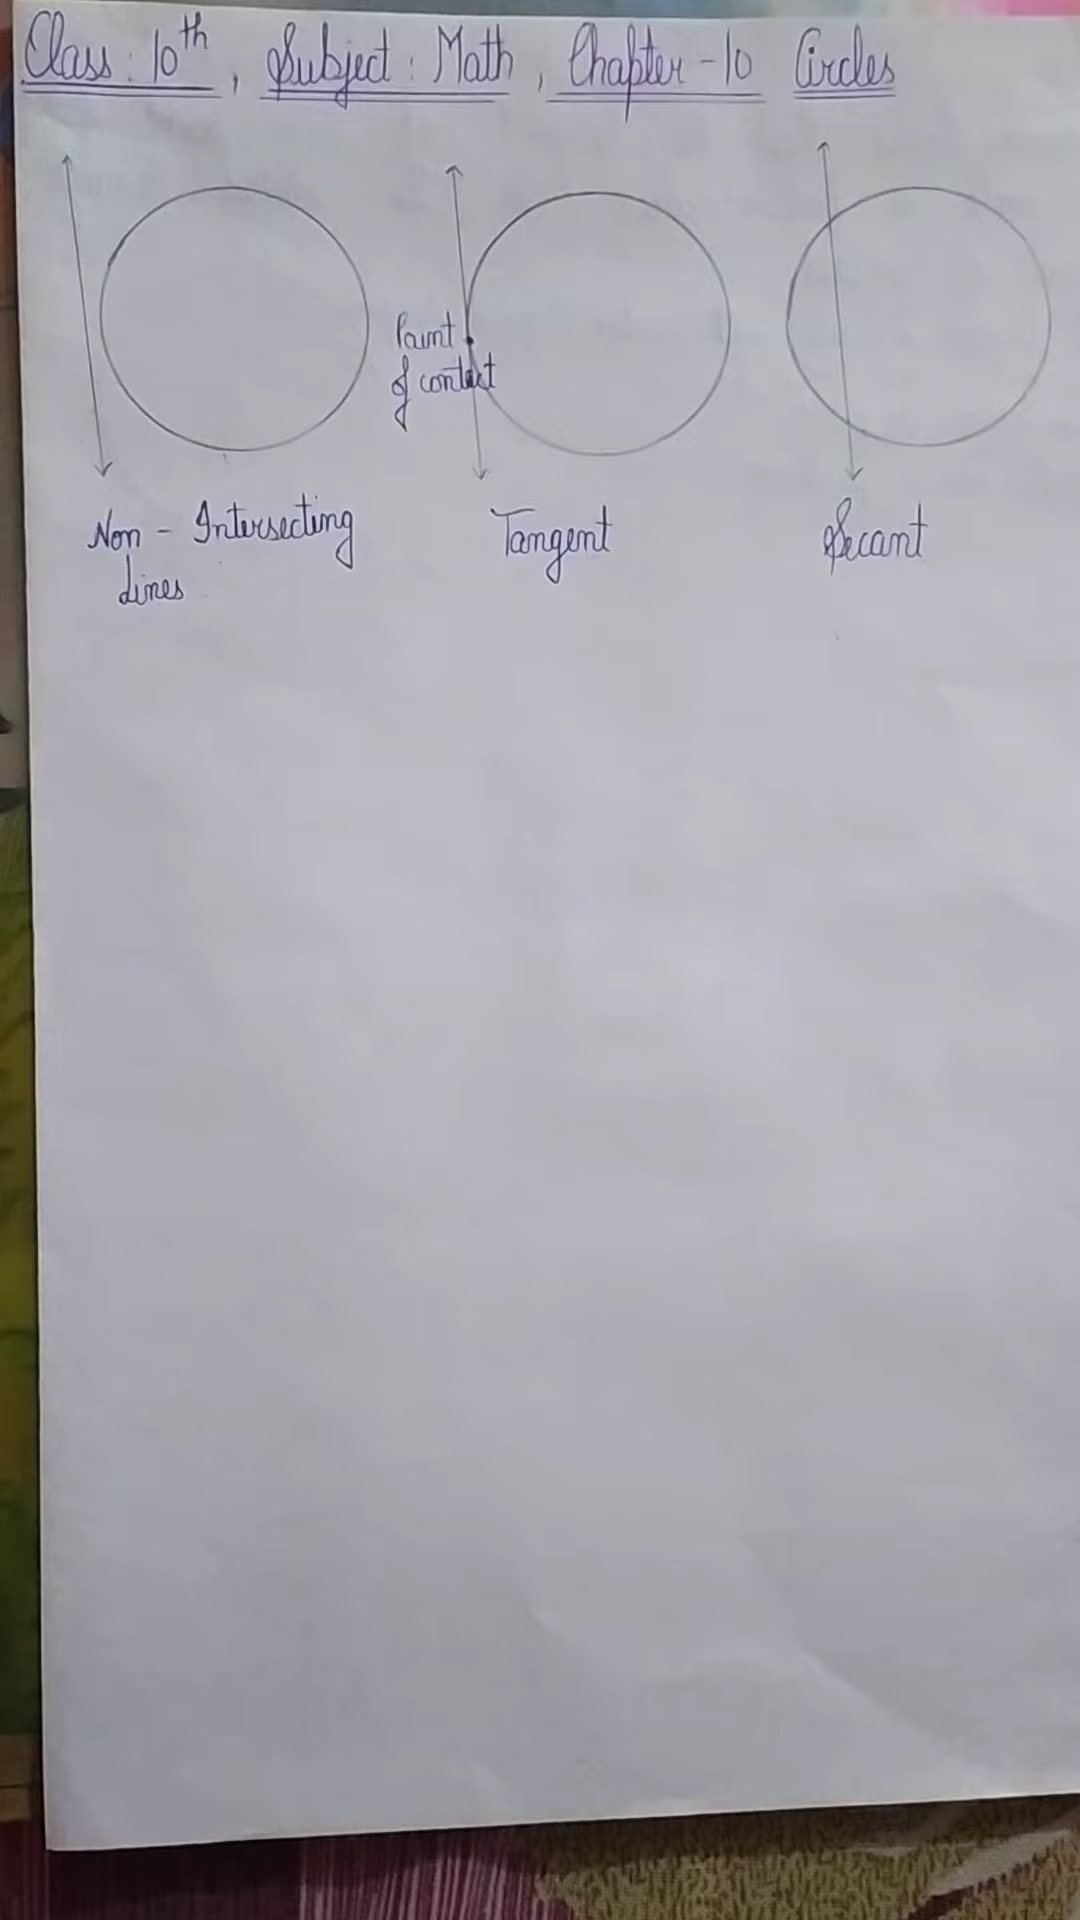 Class : 10th, Subject : Math, Chapter - 10 Circles
Point
of contact
Non - Intersecting
Lines
Tangent
Secant